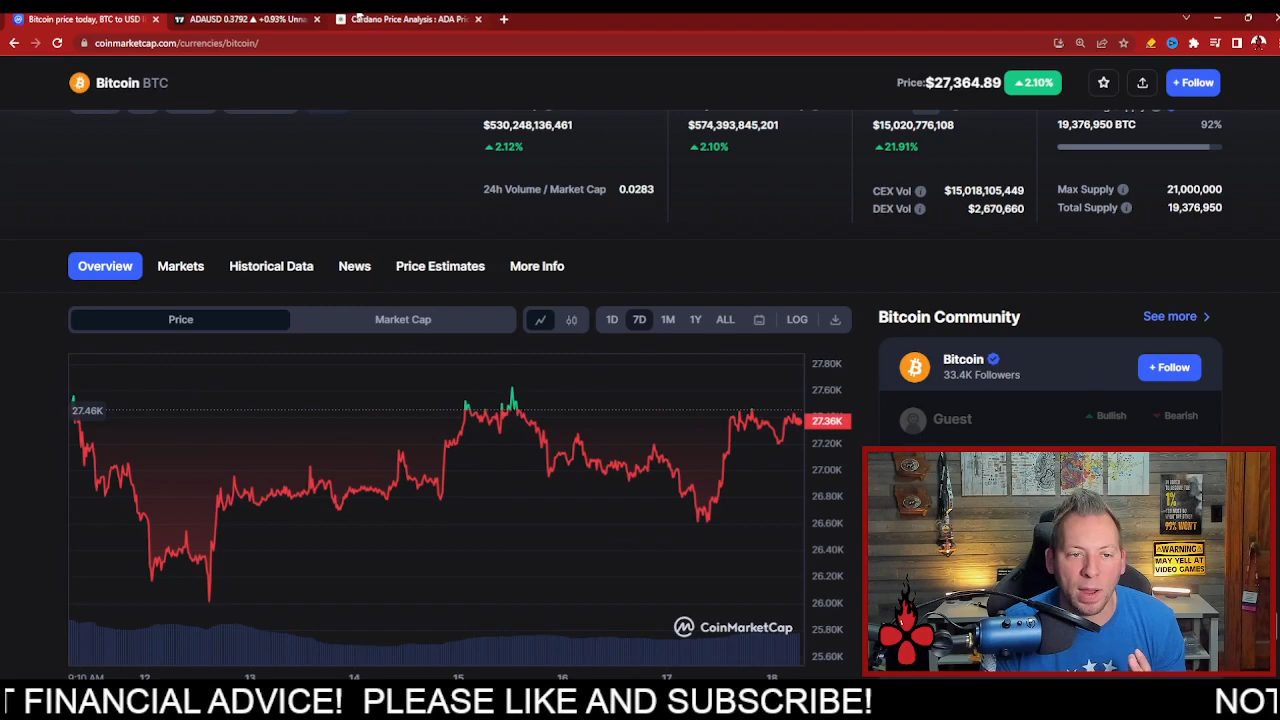 Bitcoin price today, BTC to USD l
ADAUSD 0.3792 ▲ +0.93% Unna
Cardano Price Analysis : ADA Pric
coinmarketcap.com/currencies/bitcoin/
Bitcoin BTC
Price: $27,364.89
2.10%
+ Follow
$530,248,136,461
2.12%
$574,393,845,201
2.10%
$15,020,776,108
21.91%
19,376,950 BTC
92%
24h Volume / Market Cap 0.0283
CEX Vol $15,018,105,449
DEX Vol $2,670,660
Max Supply 21,000,000
Total Supply 19,376,950
Overview
Markets
Historical Data
News
Price Estimates
More Info
Price
Market Cap
1D
7D
1M
1Y
ALL
LOG
Bitcoin Community
See more
Bitcoin
33.4K Followers
+ Follow
Guest
Bullish
Bearish
27.80K
27.60K
27.46K
27.36K
27.20K
27.00K
26.80K
26.60K
26.40K
26.20K
26.00K
25.80K
25.60K
CoinMarketCap
9:10 AM
12
13
14
15
16
17
18
1%
99% WON'T
WARNING
MAY YELL AT
VIDEO GAMES
T FINANCIAL ADVICE! PLEASE LIKE AND SUBSCRIBE!
NOT